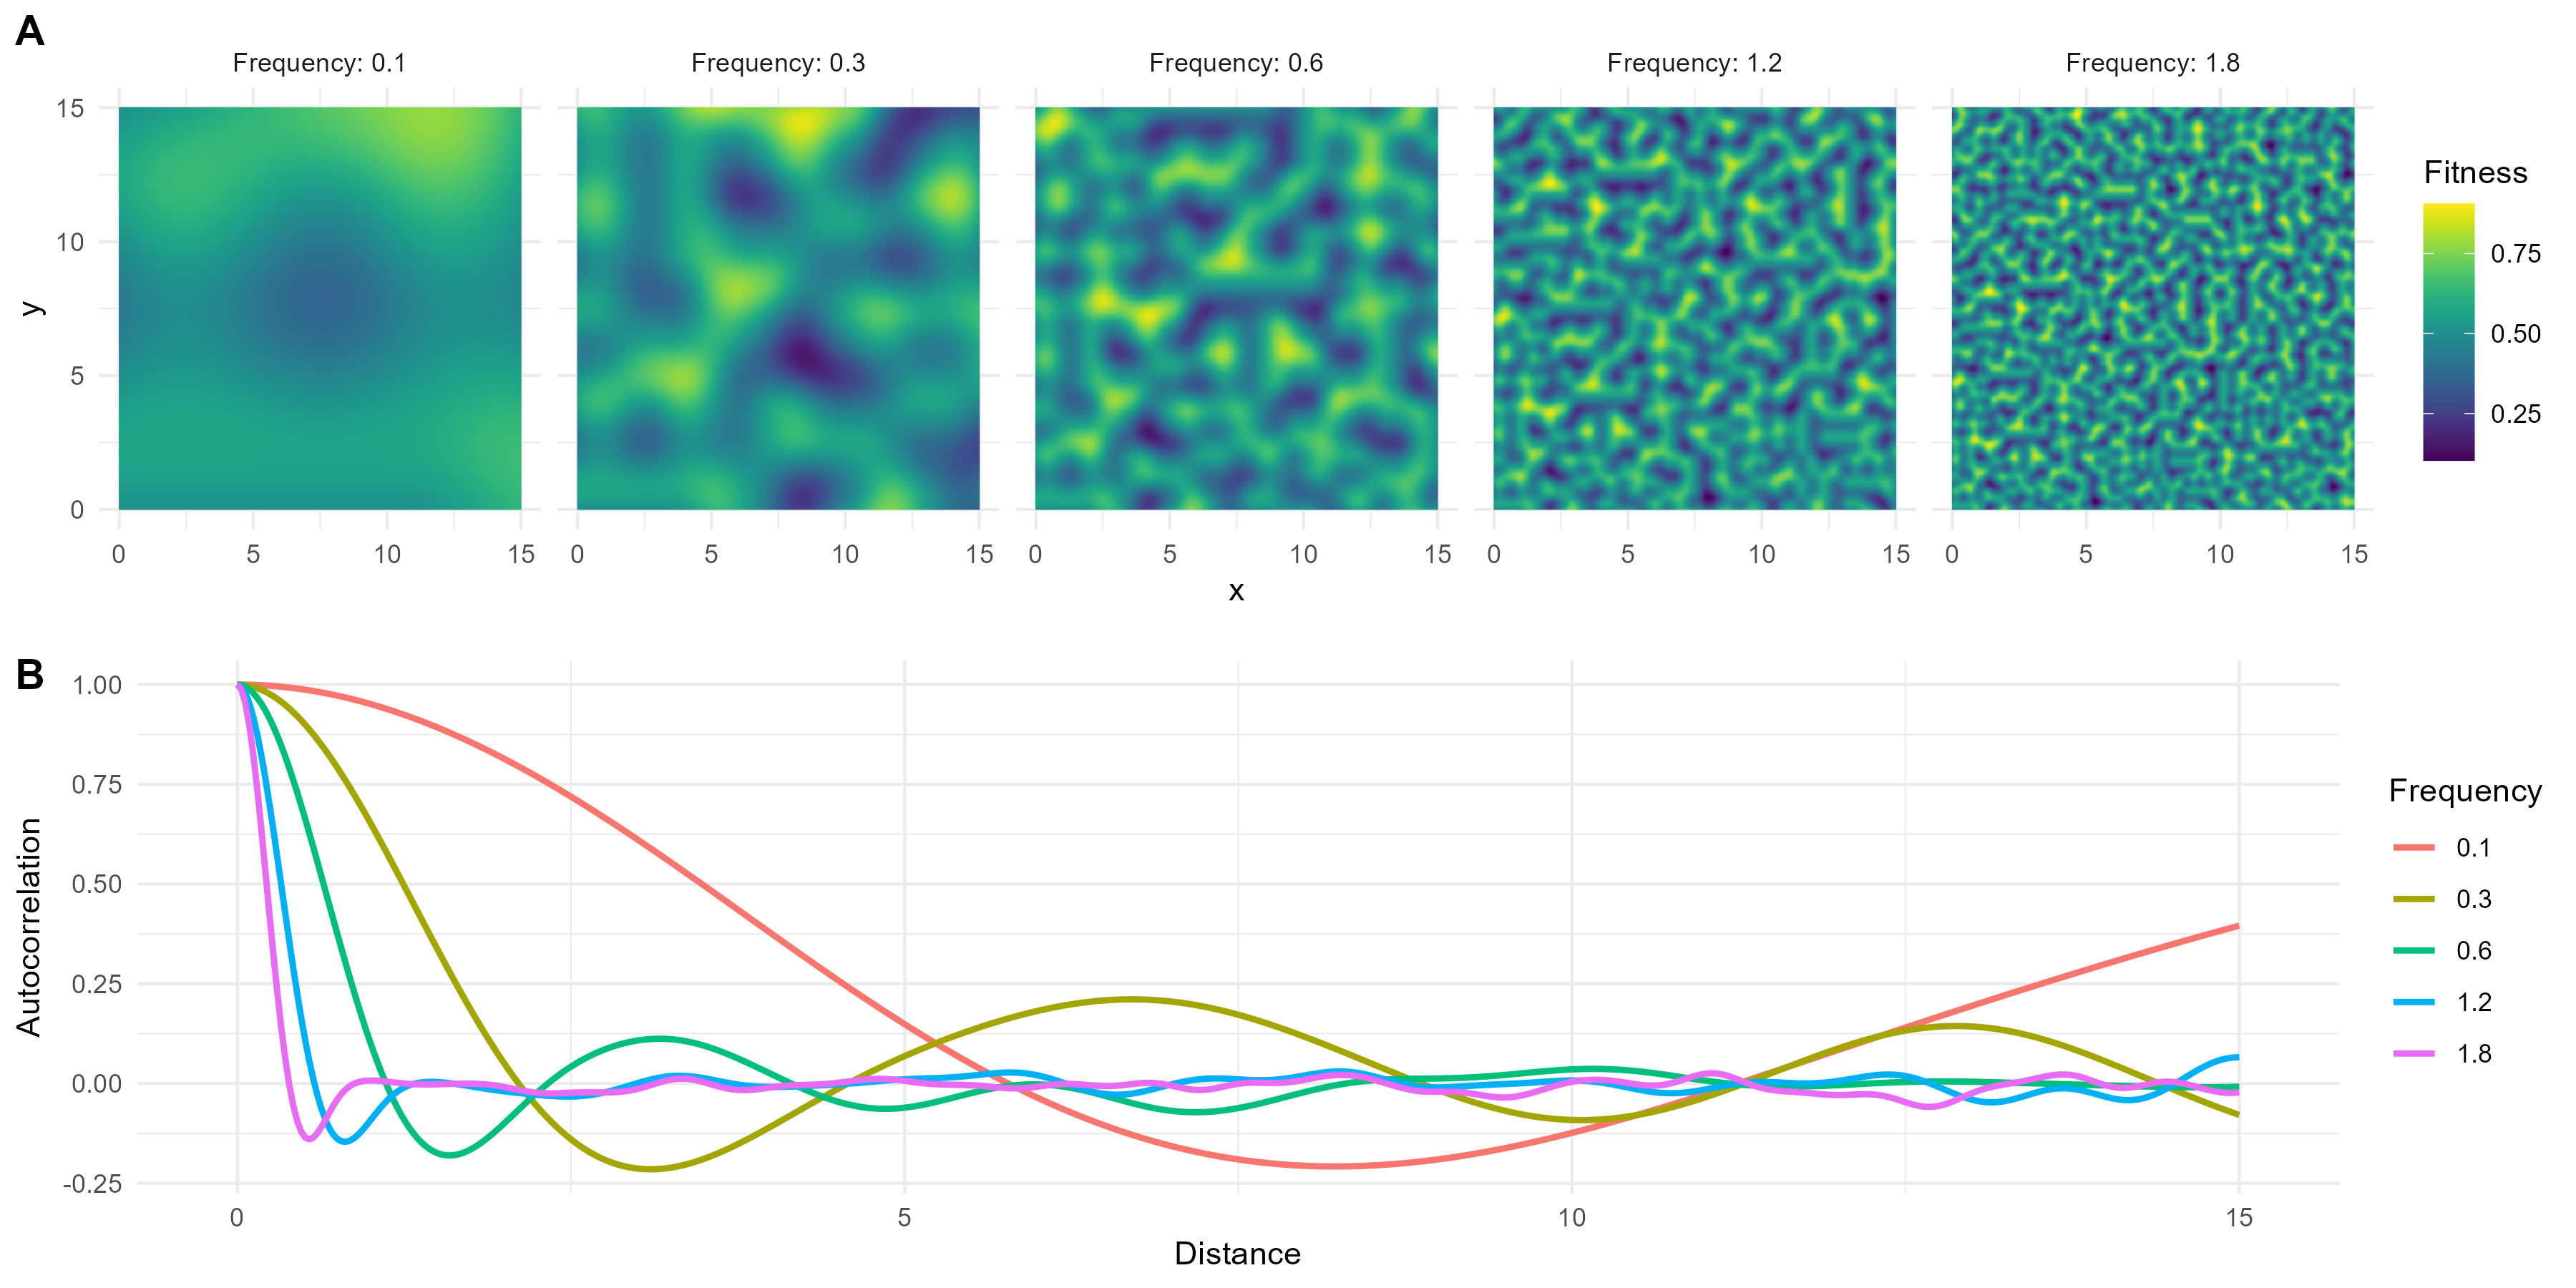 A
Frequency: 0.1
Frequency: 0.3
Frequency: 0.6
Frequency: 1.2
Frequency: 1.8
15
10
5
0
y
0 5 10 15
0 5 10 15
0 5 10 15
0 5 10 15
0 5 10 15
x
Fitness
0.75
0.50
0.25
B
1.00
0.75
0.50
0.25
0.00
-0.25
Autocorrelation
0 5 10 15
Distance
Frequency
0.1
0.3
0.6
1.2
1.8